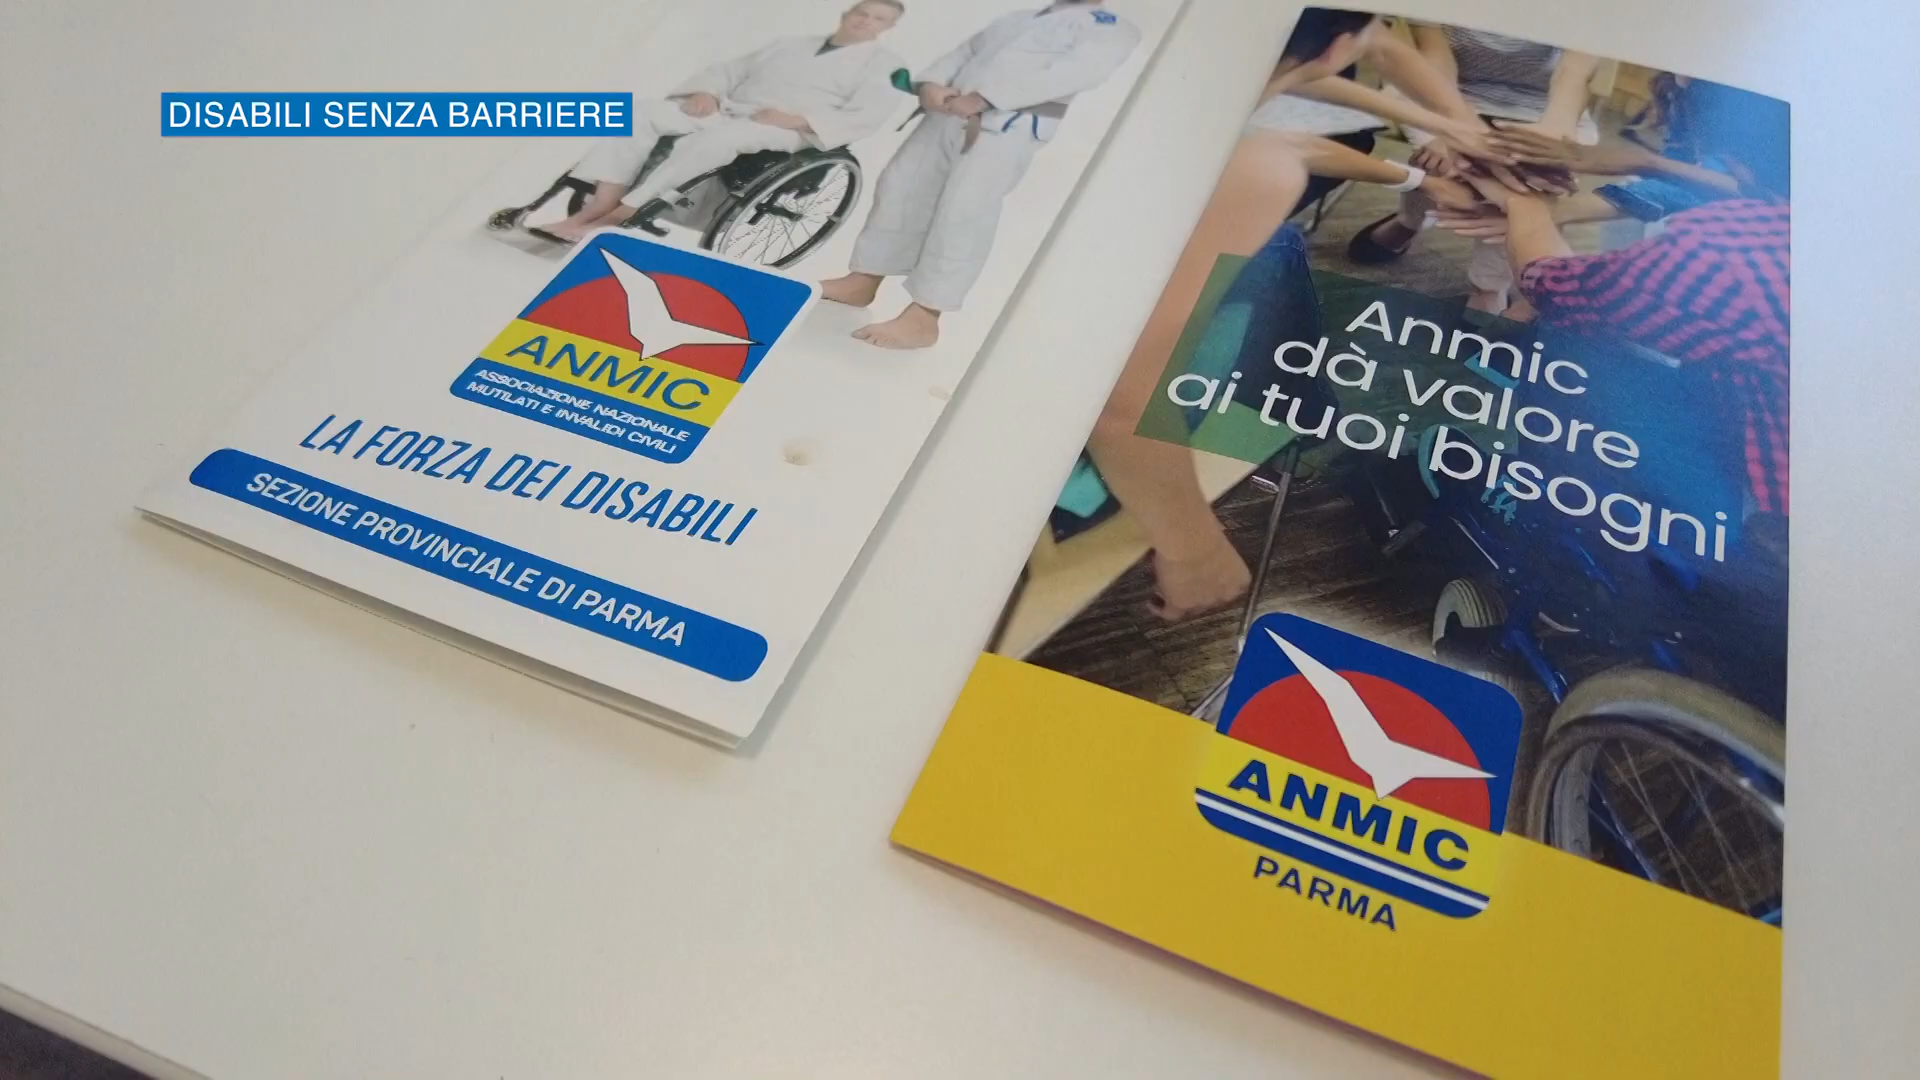 DISABILI SENZA BARRIERE
ANMIC
ASSOCIAZIONE NAZIONALE
MUTILATI E INVALIDI CIVILI
LA FORZA DEI DISABILI
SEZIONE PROVINCIALE DI PARMA
Anmic
dà valore
ai tuoi bisogni
ANMIC
PARMA